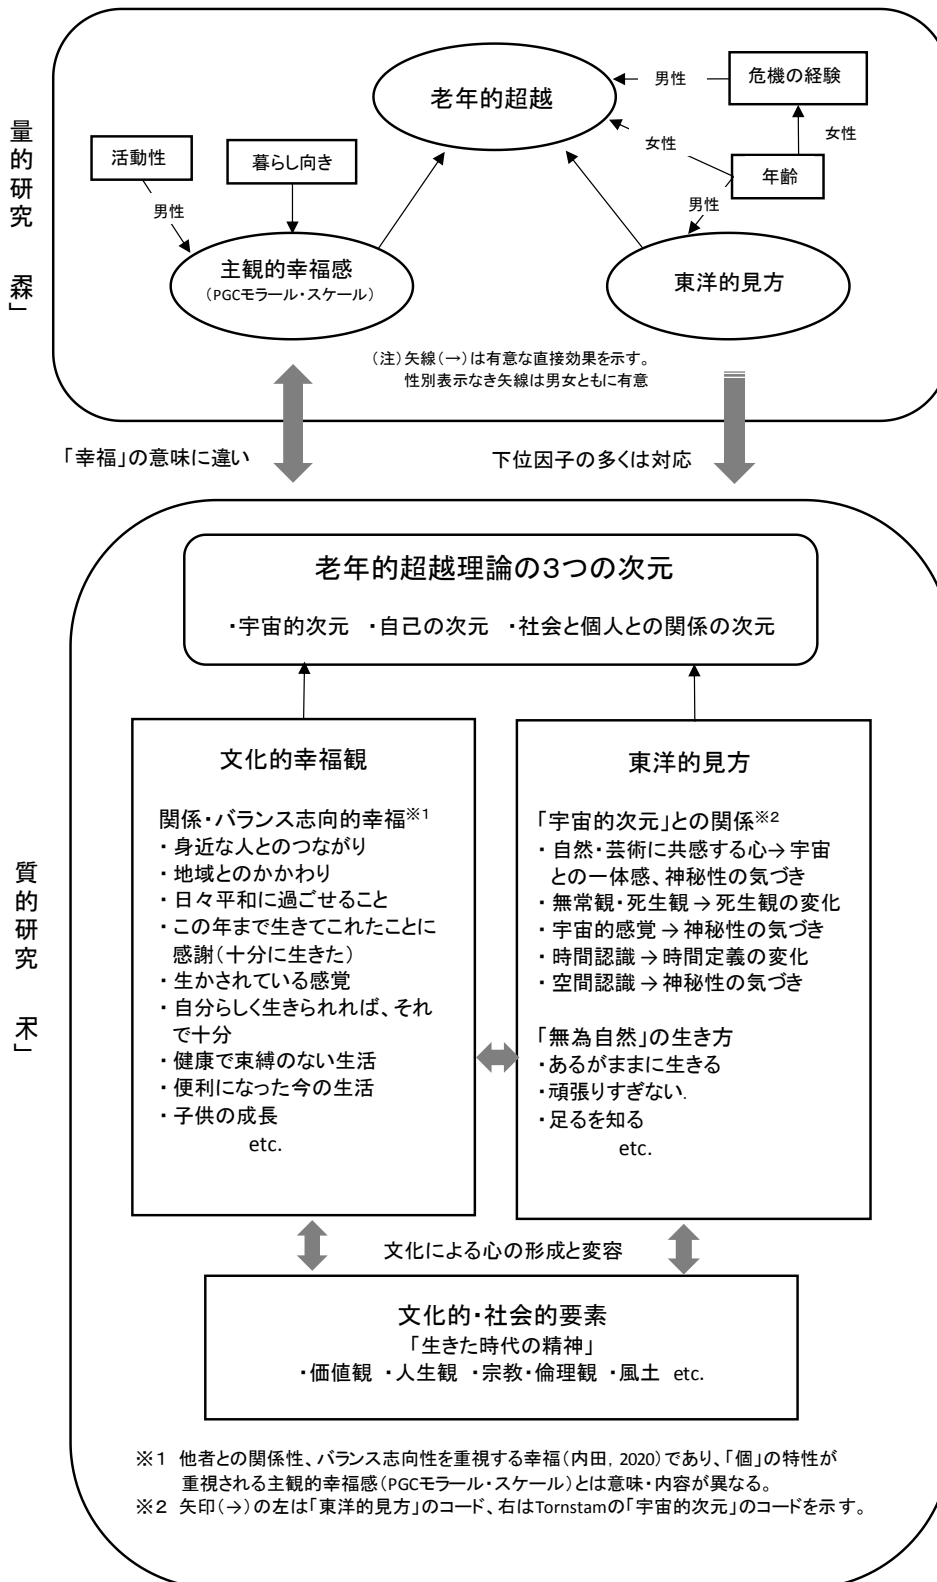 量的研究 「森」
老年的超越
男性
危機の経験
女性
女性
年齢
男性
活動性
暮らし向き
男性
主観的幸福感
(PGCモラール・スケール)
東洋的見方
(注)矢線(→)は有意な直接効果を示す。
性別表示なき矢線は男女ともに有意
「幸福」の意味に違い
下位因子の多くは対応
質的研究 「木」
老年的超越理論の3つの次元
・宇宙的次元 ・自己の次元 ・社会と個人との関係の次元
文化的幸福観
関係・バランス志向的幸福※1
・身近な人とのつながり
・地域とのかかわり
・日々平和に過ごせること
・この年まで生きてこれたことに
感謝(十分に生きた)
・生かされている感覚
・自分らしく生きられれば、それ
で十分
・健康で束縛のない生活
・便利になった今の生活
・子供の成長
etc.
東洋的見方
「宇宙的次元」との関係※2
・自然・芸術に共感する心→宇宙
との一体感、神秘性の気づき
・無常観・死生観→死生観の変化
・宇宙的感覚→神秘性の気づき
・時間認識→時間定義の変化
・空間認識→神秘性の気づき
「無為自然」の生き方
・あるがままに生きる
・頑張りすぎない.
・足るを知る
etc.
文化による心の形成と変容
文化的・社会的要素
「生きた時代の精神」
・価値観 ・人生観 ・宗教・倫理観 ・風土 etc.
※1 他者との関係性、バランス志向性を重視する幸福(内田, 2020)であり、「個」の特性が
重視される主観的幸福感(PGCモラール・スケール)とは意味・内容が異なる。
※2 矢印(→)の左は「東洋的見方」のコード、右はTornstamの「宇宙的次元」のコードを示す。